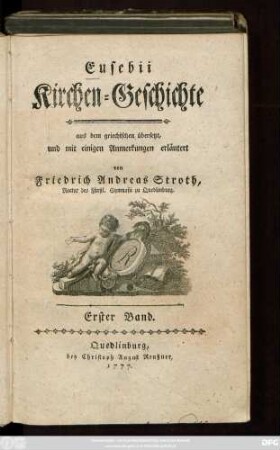 Eusebii
Kirchen-Geschichte
aus dem griechischen übersetzt,
und mit einigen Anmerkungen erläutert
von
Friedrich Andreas Stroth,
Rector des fürstl. Gymnasii zu Quedlinburg.
R
Erster Band.
Quedlinburg,
bey Christoph August Reußner,
1777.